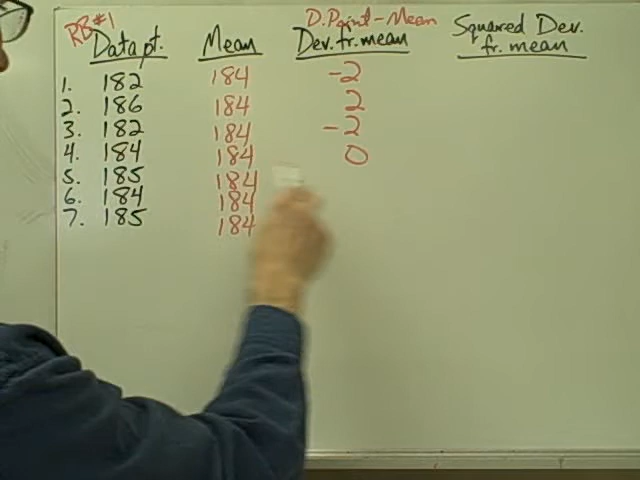 RB#1 D.Point-Mean
Data pt. Mean Dev. fr. mean Squared Dev. fr. mean
1. 182 184 -2
2. 186 184 2
3. 182 184 -2
4. 184 184 0
5. 185 184
6. 184 184
7. 185 184